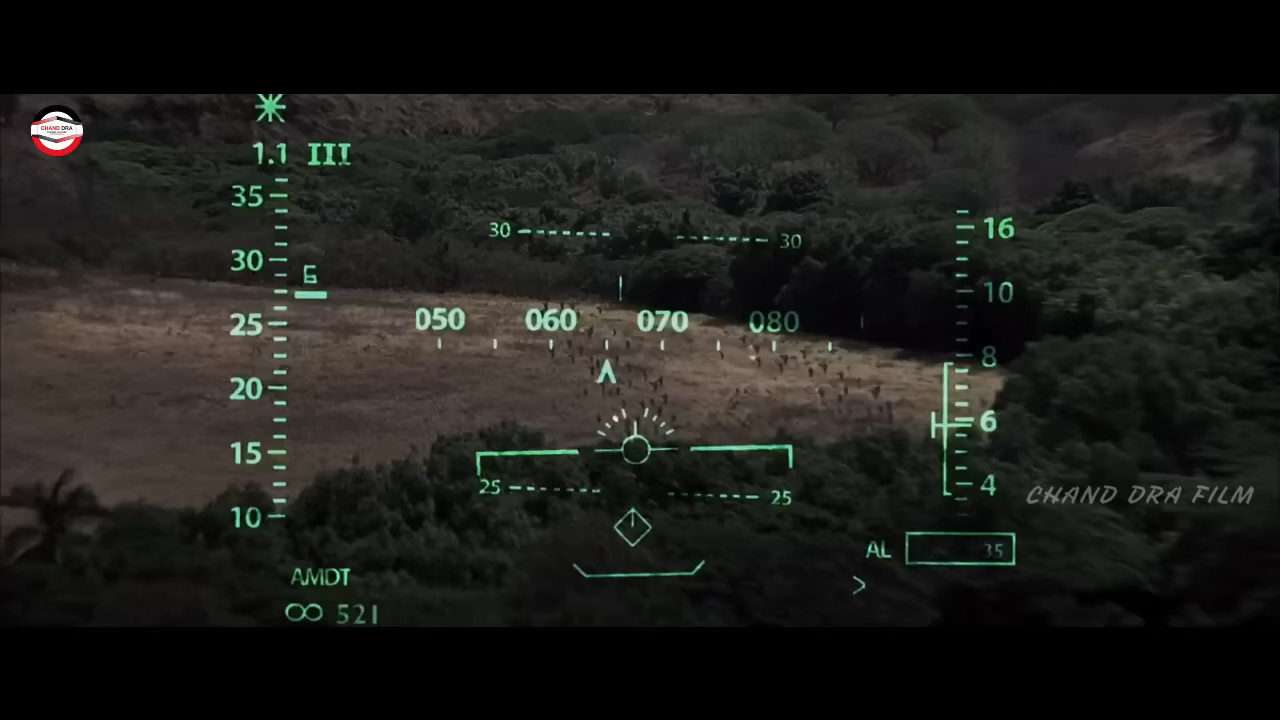 CHAND DRA
1.1 III
35
30
G
25
20
15
10
30 30
050 060 070 080
25 25
16
10
8
6
4
CHAND DRA FILM
AL 35
>
AMDT
∞ 521